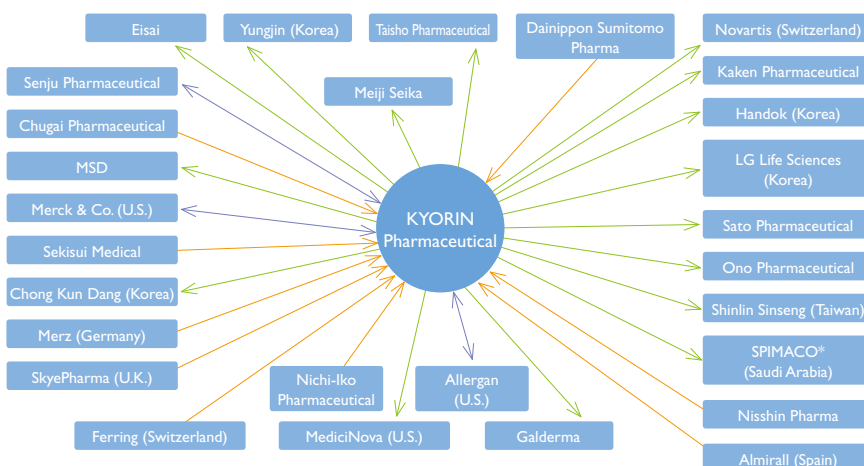 Eisai
Yungjin (Korea)
Taisho Pharmaceutical
Dainippon Sumitomo
Pharma
Novartis (Switzerland)
Senju Pharmaceutical
Meiji Seika
Kaken Pharmaceutical
Chugai Pharmaceutical
Handok (Korea)
MSD
LG Life Sciences
(Korea)
Merck & Co. (U.S.)
KYORIN
Pharmaceutical
Sato Pharmaceutical
Sekisui Medical
Ono Pharmaceutical
Chong Kun Dang (Korea)
Shinlin Sinseng (Taiwan)
Merz (Germany)
SPIMACO*
(Saudi Arabia)
SkyePharma (U.K.)
Nichi-Iko
Pharmaceutical
Allergan
(U.S.)
Nisshin Pharma
Ferring (Switzerland)
MediciNova (U.S.)
Galderma
Almirall (Spain)